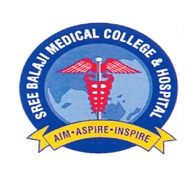 SREE BALAJI MEDICAL COLLEGE & HOSPITAL
AIM•ASPIRE•INSPIRE